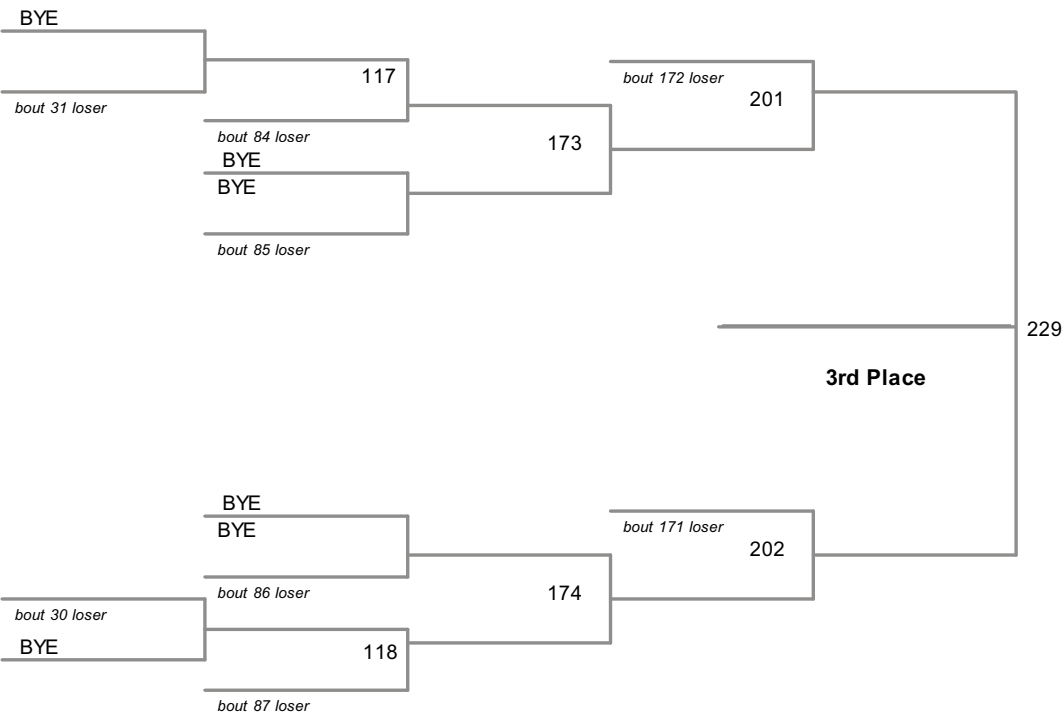 BYE
117
bout 172 loser
201
bout 31 loser
bout 84 loser
173
BYE
BYE
bout 85 loser
229
3rd Place
BYE
BYE
bout 171 loser
202
bout 86 loser
174
bout 30 loser
BYE
118
bout 87 loser